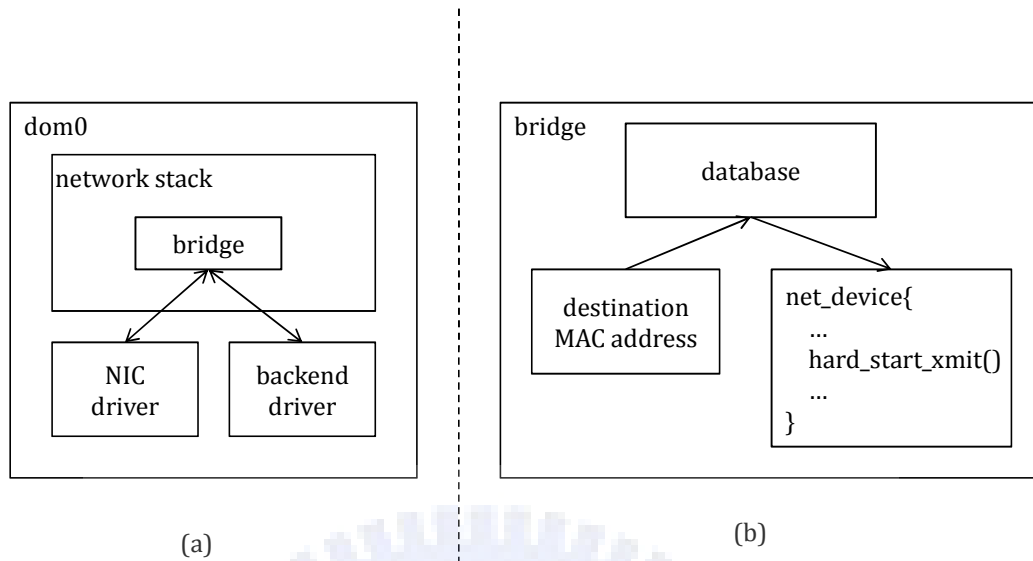 dom0
network stack
bridge
NIC
driver
backend
driver
(a)
bridge
database
destination
MAC address
net_device{
…
hard_start_xmit()
…
}
(b)